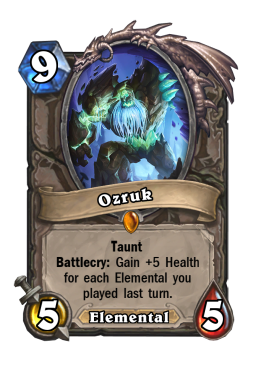 9
Ozruk
Taunt
Battlecry: Gain +5 Health
for each Elemental you
played last turn.
5 Elemental 5